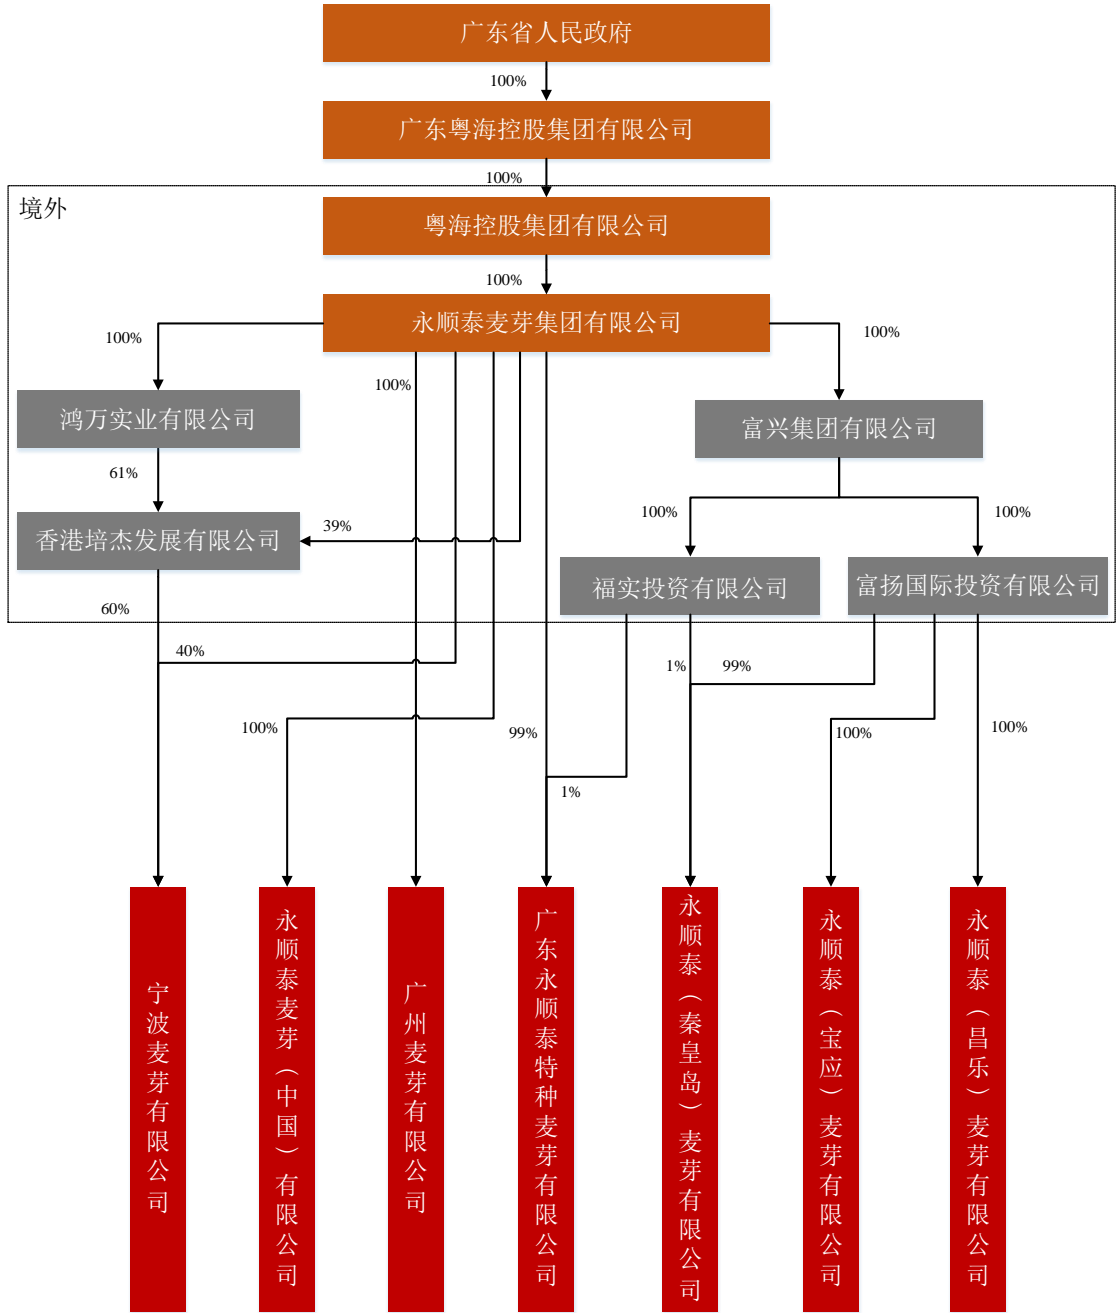 广东省人民政府
100%
广东粤海控股集团有限公司
100%
境外
粤海控股集团有限公司
100%
永顺泰麦芽集团有限公司
100%
100%
100%
鸿万实业有限公司
富兴集团有限公司
61%
100%
100%
39%
香港培杰发展有限公司
福实投资有限公司
富扬国际投资有限公司
60%
40%
1%
99%
100%
99%
100%
100%
1%
宁波麦芽有限公司
永顺泰麦芽（中国）有限公司
广州麦芽有限公司
广东永顺泰特种麦芽有限公司
永顺泰（秦皇岛）麦芽有限公司
永顺泰（宝应）麦芽有限公司
永顺泰（昌乐）麦芽有限公司